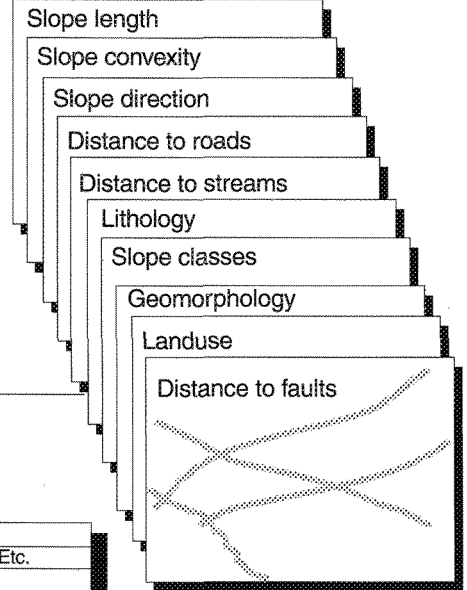 Slope length
Slope convexity
Slope direction
Distance to roads
Distance to streams
Lithology
Slope classes
Geomorphology
Landuse
Distance to faults
Etc.